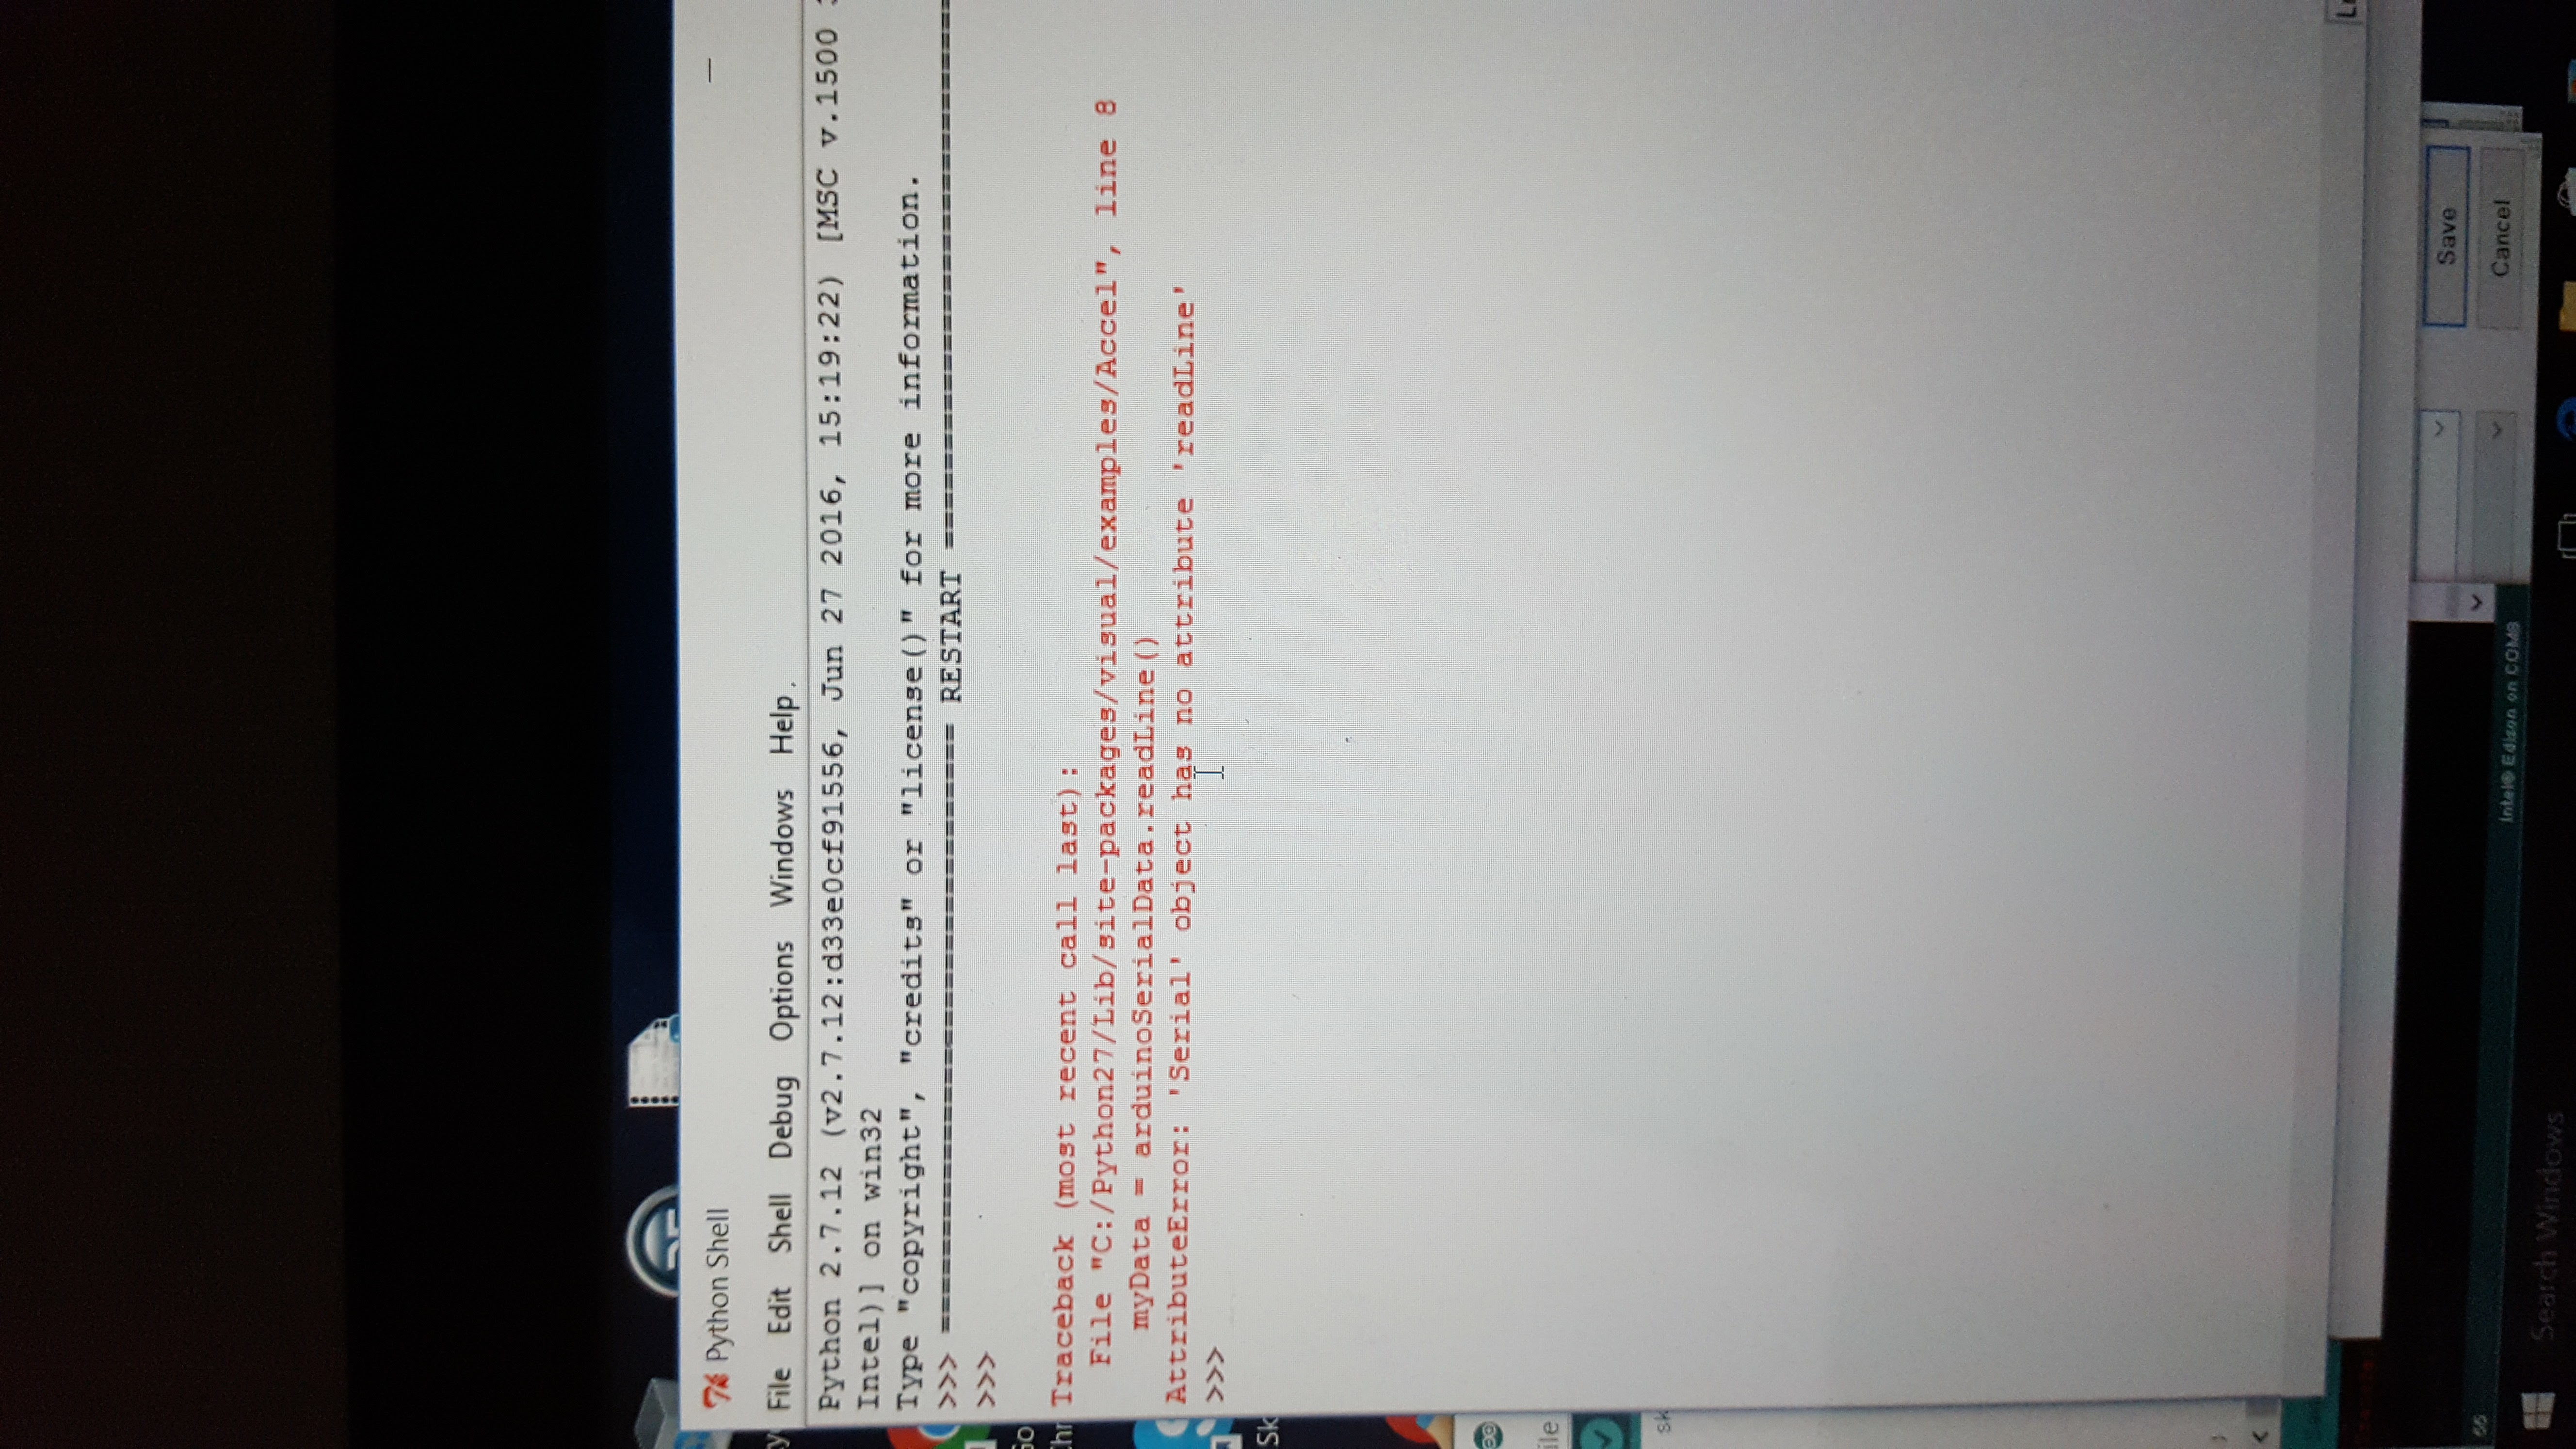 Python Shell
File Edit Shell Debug Options Windows Help
Python 2.7.12 (v2.7.12:d33e0cf91556, Jun 27 2016, 15:19:22) [MSC v.1500
Intel)] on win32
Type "copyright", "credits" or "license()" for more information.
>>> ================================ RESTART =============================
>>>
Traceback (most recent call last):
File "C:/Python27/Lib/site-packages/visual/examples/Accel", line 8
myData = arduinoSerialData.readLine()
AttributeError: 'Serial' object has no attribute 'readLine'
>>>
Save
Cancel
Intel® Edison on COM8
Search Windows